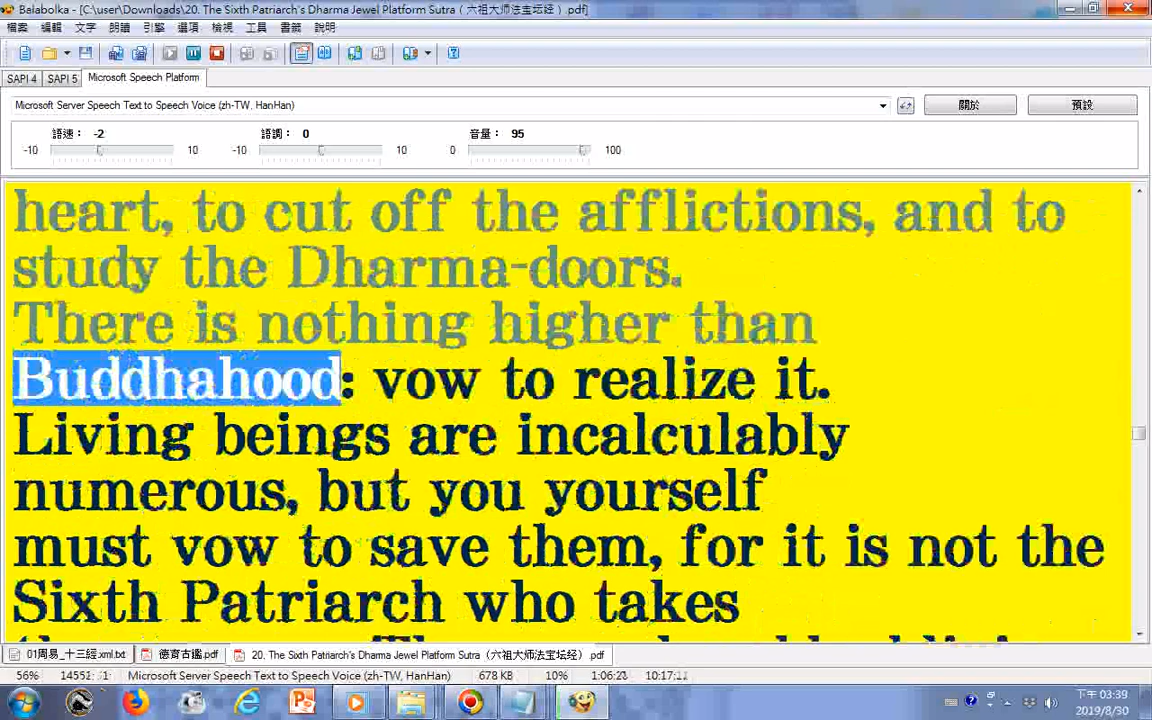 Balabolka - [C:\user\Downloads\20. The Sixth Patriarch's Dharma Jewel Platform Sutra（六祖大师法宝坛经）.pdf]
檔案 編輯 文字 朗讀 引擎 選項 檢視 工具 書籤 說明
SAPI 4 SAPI 5 Microsoft Speech Platform
Microsoft Server Speech Text to Speech Voice (zh-TW, HanHan) 關於 預設
語速： -2 語調： 0 音量： 95
-10 10 -10 10 0 100
heart, to cut off the afflictions, and to
study the Dharma-doors.
There is nothing higher than
Buddhahood: vow to realize it.
Living beings are incalculably
numerous, but you yourself
must vow to save them, for it is not the
Sixth Patriarch who takes
01周易_十三經.xml.txt 德育古鑑.pdf 20. The Sixth Patriarch's Dharma Jewel Platform Sutra（六祖大师法宝坛经）.pdf
56% Microsoft Server Speech Text to Speech Voice (zh-TW, HanHan) 678 KB 10%
下午 03:39
2019/8/30